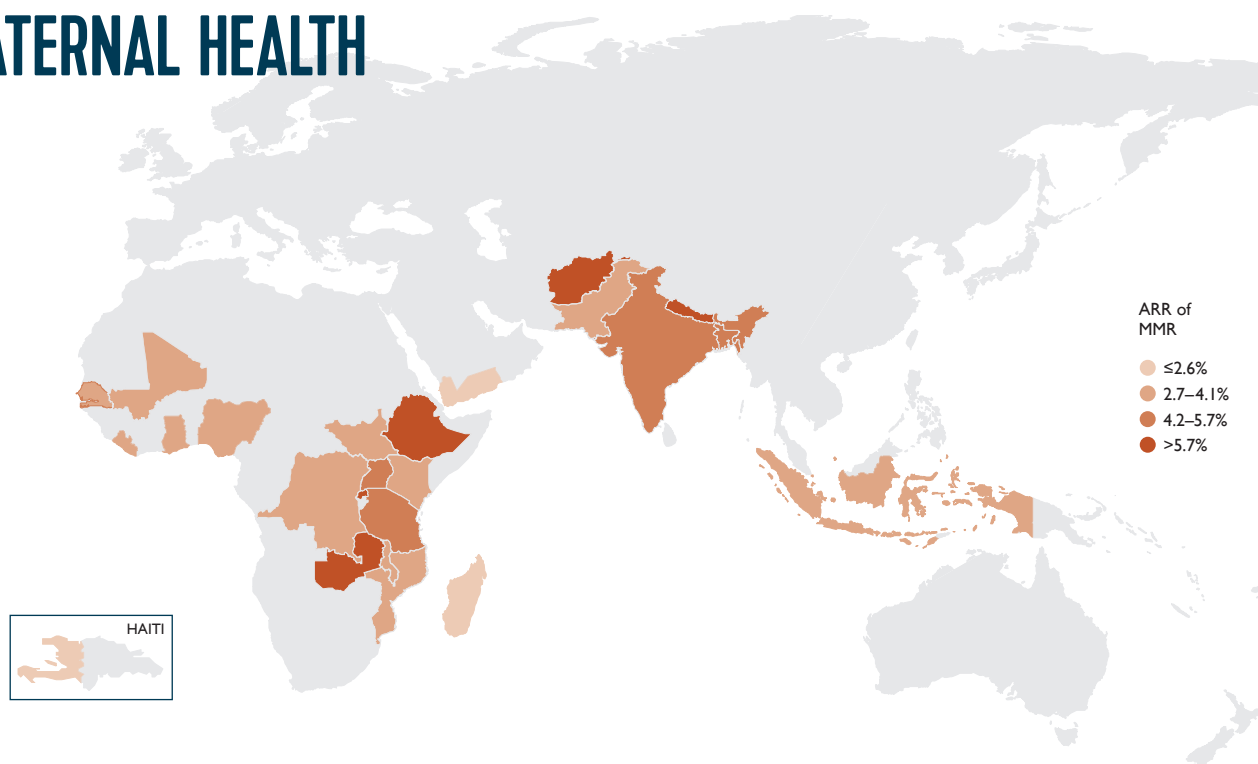 ATERNAL HEALTH
ARR of
MMR
≤2.6%
2.7–4.1%
4.2–5.7%
>5.7%
HAITI